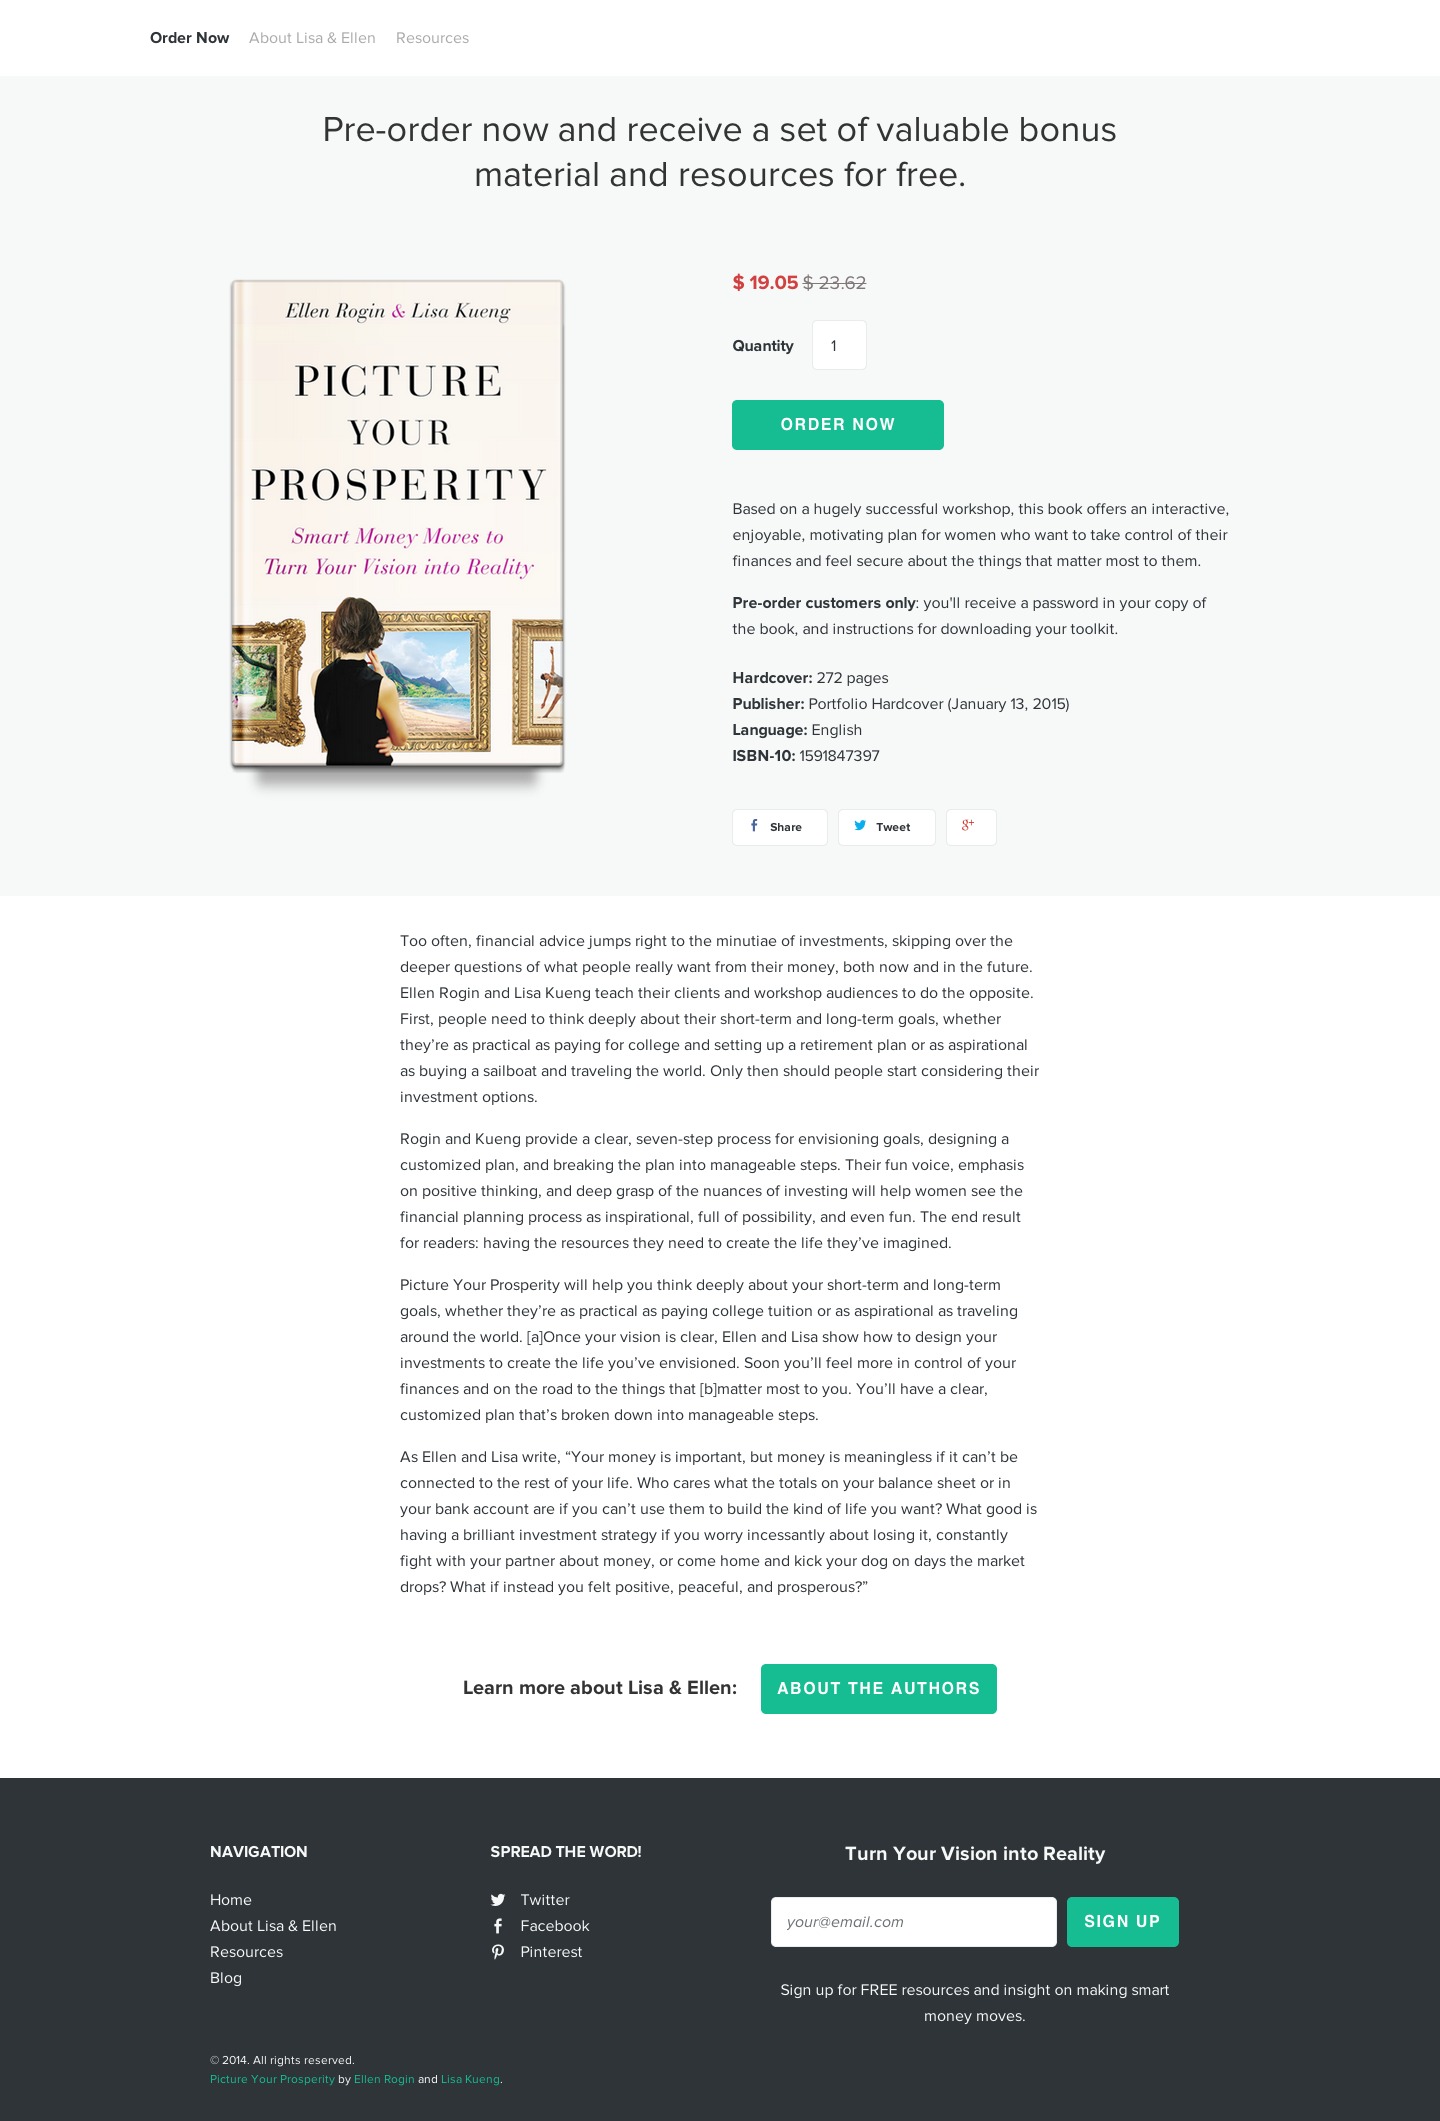 Order Now About Lisa & Ellen Resources
Pre-order now and receive a set of valuable bonus
material and resources for free.
Ellen Rogin & Lisa Kueng
PICTURE
YOUR
PROSPERITY
Smart Money Moves to
Turn Your Vision into Reality
$ 19.05 $ 23.62
Quantity 1
ORDER NOW
Based on a hugely successful workshop, this book offers an interactive,
enjoyable, motivating plan for women who want to take control of their
finances and feel secure about the things that matter most to them.
Pre-order customers only: you'll receive a password in your copy of
the book, and instructions for downloading your toolkit.
Hardcover: 272 pages
Publisher: Portfolio Hardcover (January 13, 2015)
Language: English
ISBN-10: 1591847397
Share Tweet g+
Too often, financial advice jumps right to the minutiae of investments, skipping over the
deeper questions of what people really want from their money, both now and in the future.
Ellen Rogin and Lisa Kueng teach their clients and workshop audiences to do the opposite.
First, people need to think deeply about their short-term and long-term goals, whether
they’re as practical as paying for college and setting up a retirement plan or as aspirational
as buying a sailboat and traveling the world. Only then should people start considering their
investment options.
Rogin and Kueng provide a clear, seven-step process for envisioning goals, designing a
customized plan, and breaking the plan into manageable steps. Their fun voice, emphasis
on positive thinking, and deep grasp of the nuances of investing will help women see the
financial planning process as inspirational, full of possibility, and even fun. The end result
for readers: having the resources they need to create the life they’ve imagined.
Picture Your Prosperity will help you think deeply about your short-term and long-term
goals, whether they’re as practical as paying college tuition or as aspirational as traveling
around the world. [a]Once your vision is clear, Ellen and Lisa show how to design your
investments to create the life you’ve envisioned. Soon you’ll feel more in control of your
finances and on the road to the things that [b]matter most to you. You’ll have a clear,
customized plan that’s broken down into manageable steps.
As Ellen and Lisa write, “Your money is important, but money is meaningless if it can’t be
connected to the rest of your life. Who cares what the totals on your balance sheet or in
your bank account are if you can’t use them to build the kind of life you want? What good is
having a brilliant investment strategy if you worry incessantly about losing it, constantly
fight with your partner about money, or come home and kick your dog on days the market
drops? What if instead you felt positive, peaceful, and prosperous?”
Learn more about Lisa & Ellen: ABOUT THE AUTHORS
NAVIGATION
Home
About Lisa & Ellen
Resources
Blog
SPREAD THE WORD!
Twitter
Facebook
Pinterest
Turn Your Vision into Reality
your@email.com SIGN UP
Sign up for FREE resources and insight on making smart
money moves.
© 2014. All rights reserved.
Picture Your Prosperity by Ellen Rogin and Lisa Kueng.